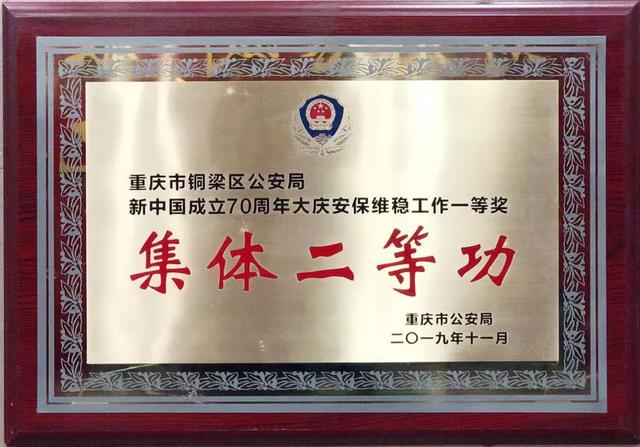 重庆市铜梁区公安局
新中国成立70周年大庆安保维稳工作一等奖
集体二等功
重庆市公安局
二〇一九年十一月